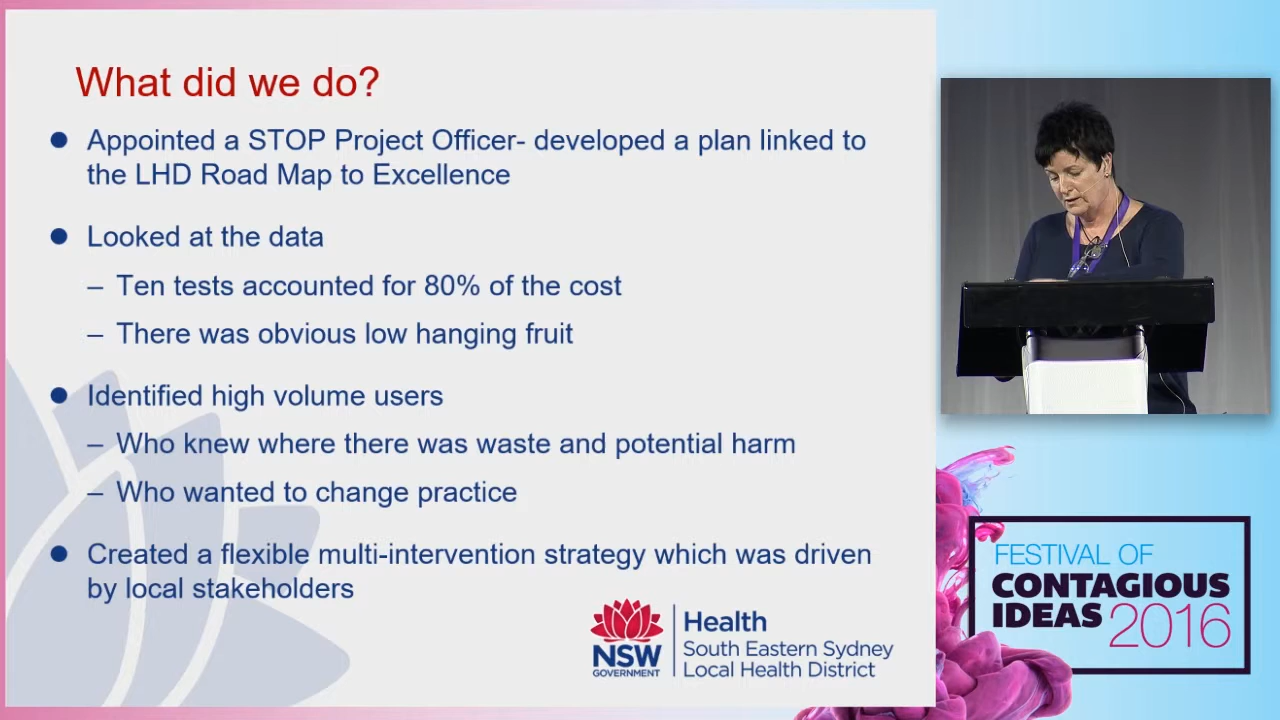 What did we do?
Appointed a STOP Project Officer- developed a plan linked to
the LHD Road Map to Excellence
Looked at the data
– Ten tests accounted for 80% of the cost
– There was obvious low hanging fruit
Identified high volume users
– Who knew where there was waste and potential harm
– Who wanted to change practice
Created a flexible multi-intervention strategy which was driven
by local stakeholders
NSW
GOVERNMENT
Health
South Eastern Sydney
Local Health District
FESTIVAL OF
CONTAGIOUS
IDEAS 2016